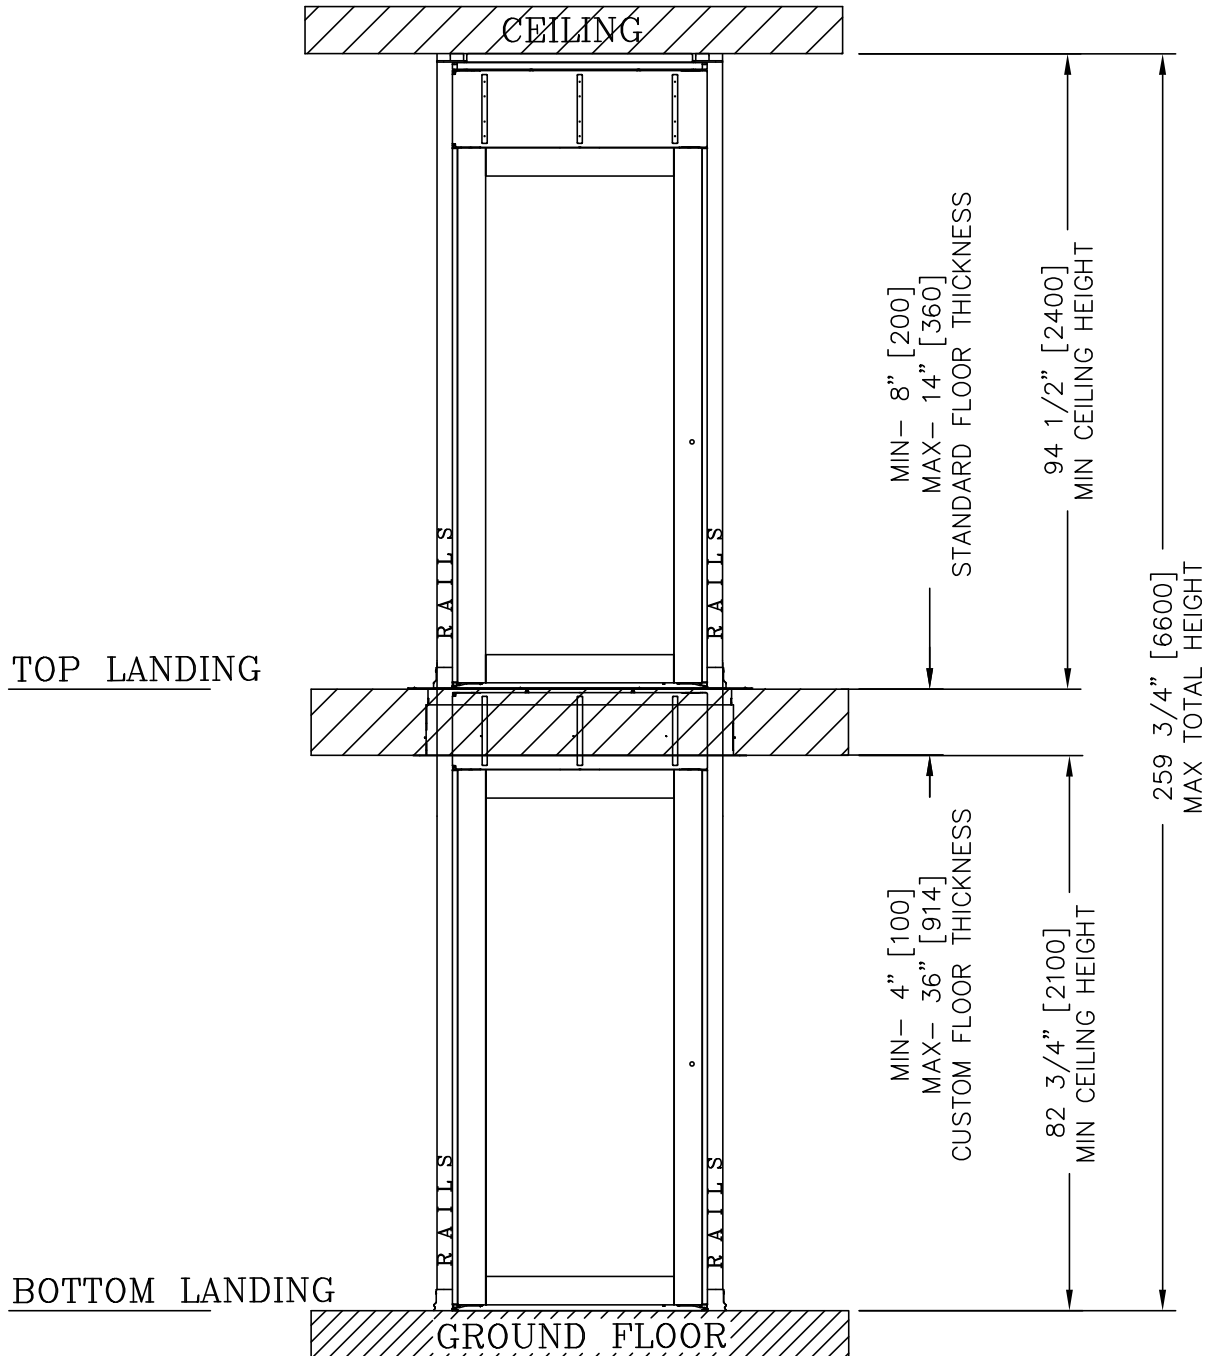 CEILING
MIN- 8" [200]
MAX- 14" [360]
STANDARD FLOOR THICKNESS
94 1/2" [2400]
MIN CEILING HEIGHT
259 3/4" [6600]
MAX TOTAL HEIGHT
RAILS
RAILS
TOP LANDING
MIN- 4" [100]
MAX- 36" [914]
CUSTOM FLOOR THICKNESS
82 3/4" [2100]
MIN CEILING HEIGHT
RAILS
RAILS
BOTTOM LANDING
GROUND FLOOR